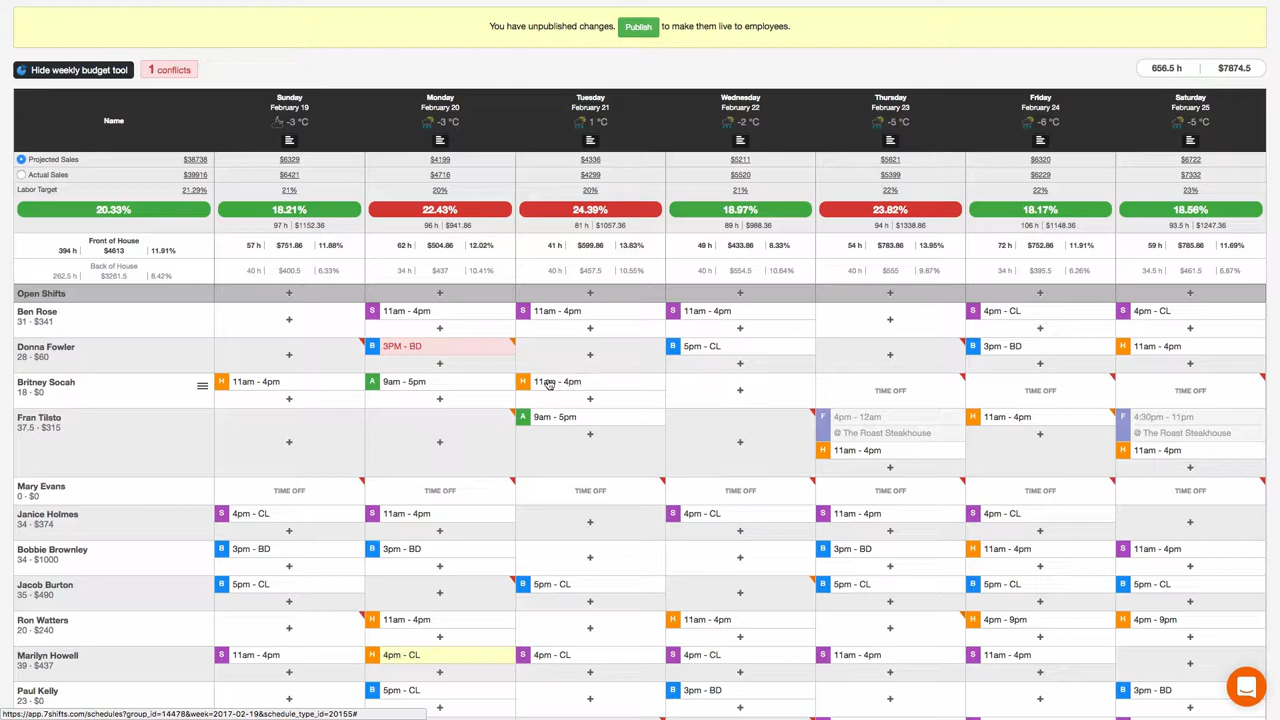 You have unpublished changes. Publish to make them live to employees.
Hide weekly budget tool 1 conflicts 656.5 h $7874.5
Name
Sunday
February 19
-3 °C
Monday
February 20
-3 °C
Tuesday
February 21
1 °C
Wednesday
February 22
-2 °C
Thursday
February 23
-5 °C
Friday
February 24
-6 °C
Saturday
February 25
-5 °C
Projected Sales $38738 $6329 $4199 $4336 $5211 $5621 $6320 $6722
Actual Sales $39916 $6421 $4716 $4299 $5520 $5399 $6229 $7332
Labor Target 21.29% 21% 20% 20% 21% 22% 22% 23%
20.33% 18.21% 22.43% 24.39% 18.97% 23.82% 18.17% 18.56%
97 h $1152.36 96 h $941.86 81 h $1057.36 89 h $988.36 94 h $1338.86 106 h $1148.36 93.5 h $1247.36
Front of House
394 h $4613 11.91% 57 h $751.86 11.88% 62 h $504.86 12.02% 41 h $599.86 13.83% 49 h $433.86 8.33% 54 h $783.86 13.95% 72 h $752.86 11.91% 59 h $785.86 11.69%
Back of House
262.5 h $3261.5 8.42% 40 h $400.5 6.33% 34 h $437 10.41% 40 h $457.5 10.55% 40 h $554.5 10.64% 40 h $555 9.87% 34 h $395.5 6.26% 34.5 h $461.5 6.87%
Open Shifts + + + + + + +
Ben Rose S 11am - 4pm S 11am - 4pm S 11am - 4pm S 4pm - CL S 4pm - CL
31 · $341 + + + + + + +
Donna Fowler B 3PM - BD B 5pm - CL B 3pm - BD H 11am - 4pm
28 · $60 + + + + + + +
Britney Socah H 11am - 4pm A 9am - 5pm H 11am - 4pm TIME OFF TIME OFF TIME OFF
18 · $0 + + + +
Fran Tilsto A 9am - 5pm F 4pm - 12am H 11am - 4pm F 4:30pm - 11pm
37.5 · $315 + + + + + @ The Roast Steakhouse @ The Roast Steakhouse
H 11am - 4pm H 11am - 4pm
+ +
Mary Evans TIME OFF TIME OFF TIME OFF TIME OFF TIME OFF TIME OFF TIME OFF
0 · $0
Janice Holmes S 4pm - CL S 11am - 4pm S 4pm - CL S 11am - 4pm S 4pm - CL
34 · $374 + + + + + + +
Bobbie Brownley B 3pm - BD B 3pm - BD B 3pm - BD H 11am - 4pm S 11am - 4pm
34 · $1000 + + + + + + +
Jacob Burton B 5pm - CL B 5pm - CL B 5pm - CL B 5pm - CL B 5pm - CL
35 · $490 + + + + + + +
Ron Watters H 11am - 4pm H 11am - 4pm H 4pm - 9pm H 4pm - 9pm
20 · $240 + + + + + + +
Marilyn Howell S 11am - 4pm H 4pm - CL S 4pm - CL S 4pm - CL S 11am - 4pm S 11am - 4pm
39 · $437 + + + + + + +
Paul Kelly B 5pm - CL B 3pm - BD B 3pm - BD
23 · $0 + + + + + + +
https://app.7shifts.com/schedules?group_id=14478&week=2017-02-19&schedule_type_id=20155#